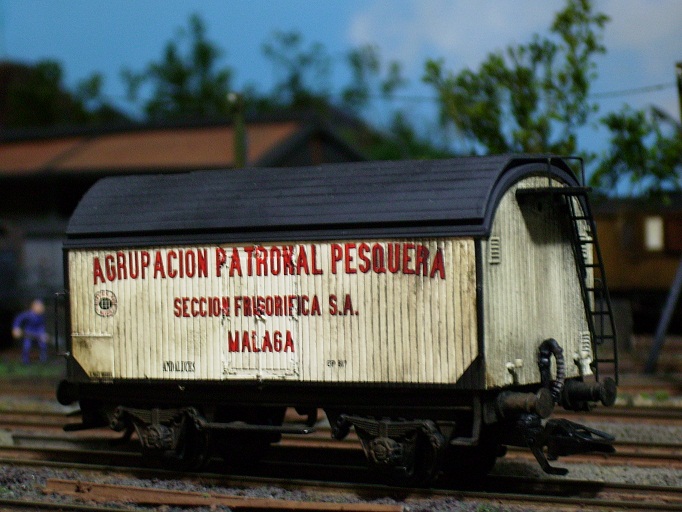 AGRUPACION PATRONAL PESQUERA
SECCION FRIGORIFICA S.A.
MALAGA
ANDALUCES